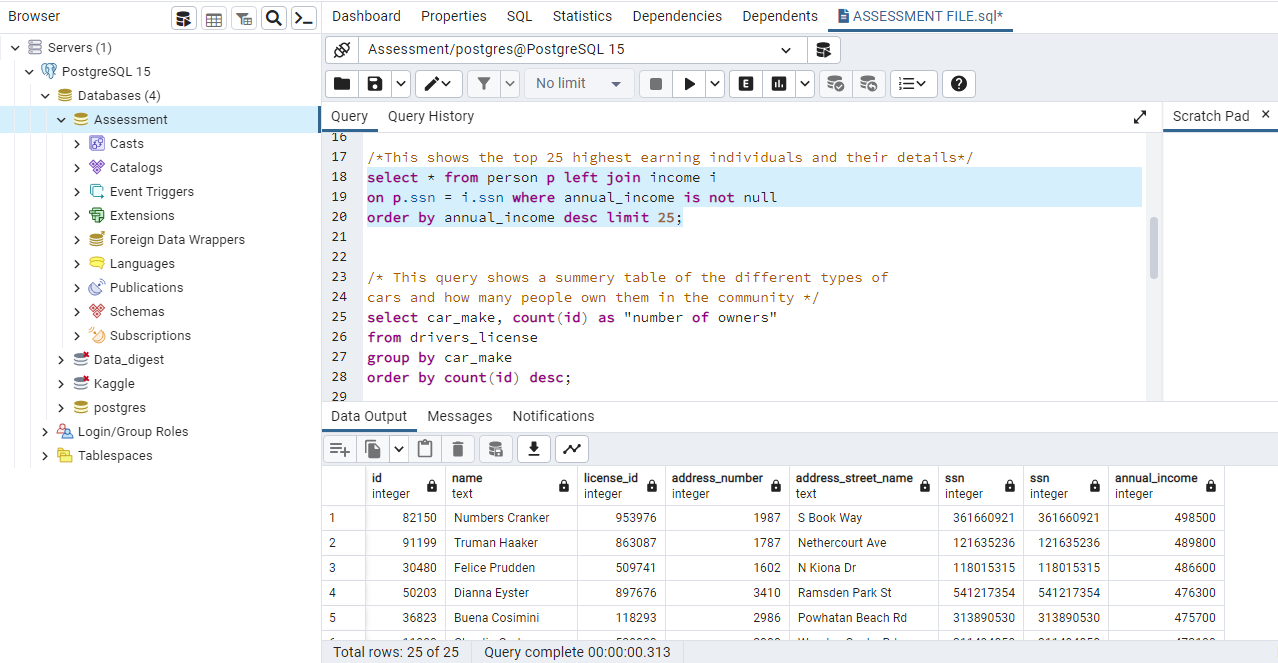 Browser
Dashboard Properties SQL Statistics Dependencies Dependents ASSESSMENT FILE.sql*
Servers (1)
PostgreSQL 15
Databases (4)
Assessment
Casts
Catalogs
Event Triggers
Extensions
Foreign Data Wrappers
Languages
Publications
Schemas
Subscriptions
Data_digest
Kaggle
postgres
Login/Group Roles
Tablespaces
Assessment/postgres@PostgreSQL 15
No limit
E
Query Query History
Scratch Pad
16
17 /*This shows the top 25 highest earning individuals and their details*/
18 select * from person p left join income i
19 on p.ssn = i.ssn where annual_income is not null
20 order by annual_income desc limit 25;
21
22
23 /* This query shows a summery table of the different types of
24 cars and how many people own them in the community */
25 select car_make, count(id) as "number of owners"
26 from drivers_license
27 group by car_make
28 order by count(id) desc;
29
Data Output Messages Notifications
id name license_id address_number address_street_name ssn ssn annual_income
integer text integer integer text integer integer integer
1 82150 Numbers Cranker 953976 1987 S Book Way 361660921 361660921 498500
2 91199 Truman Haaker 863087 1787 Nethercourt Ave 121635236 121635236 489800
3 30480 Felice Prudden 509741 1602 N Kiona Dr 118015315 118015315 486600
4 50203 Dianna Eyster 897676 3410 Ramsden Park St 541217354 541217354 476300
5 36823 Buena Cosimini 118293 2986 Powhatan Beach Rd 313890530 313890530 475700
Total rows: 25 of 25 Query complete 00:00:00.313